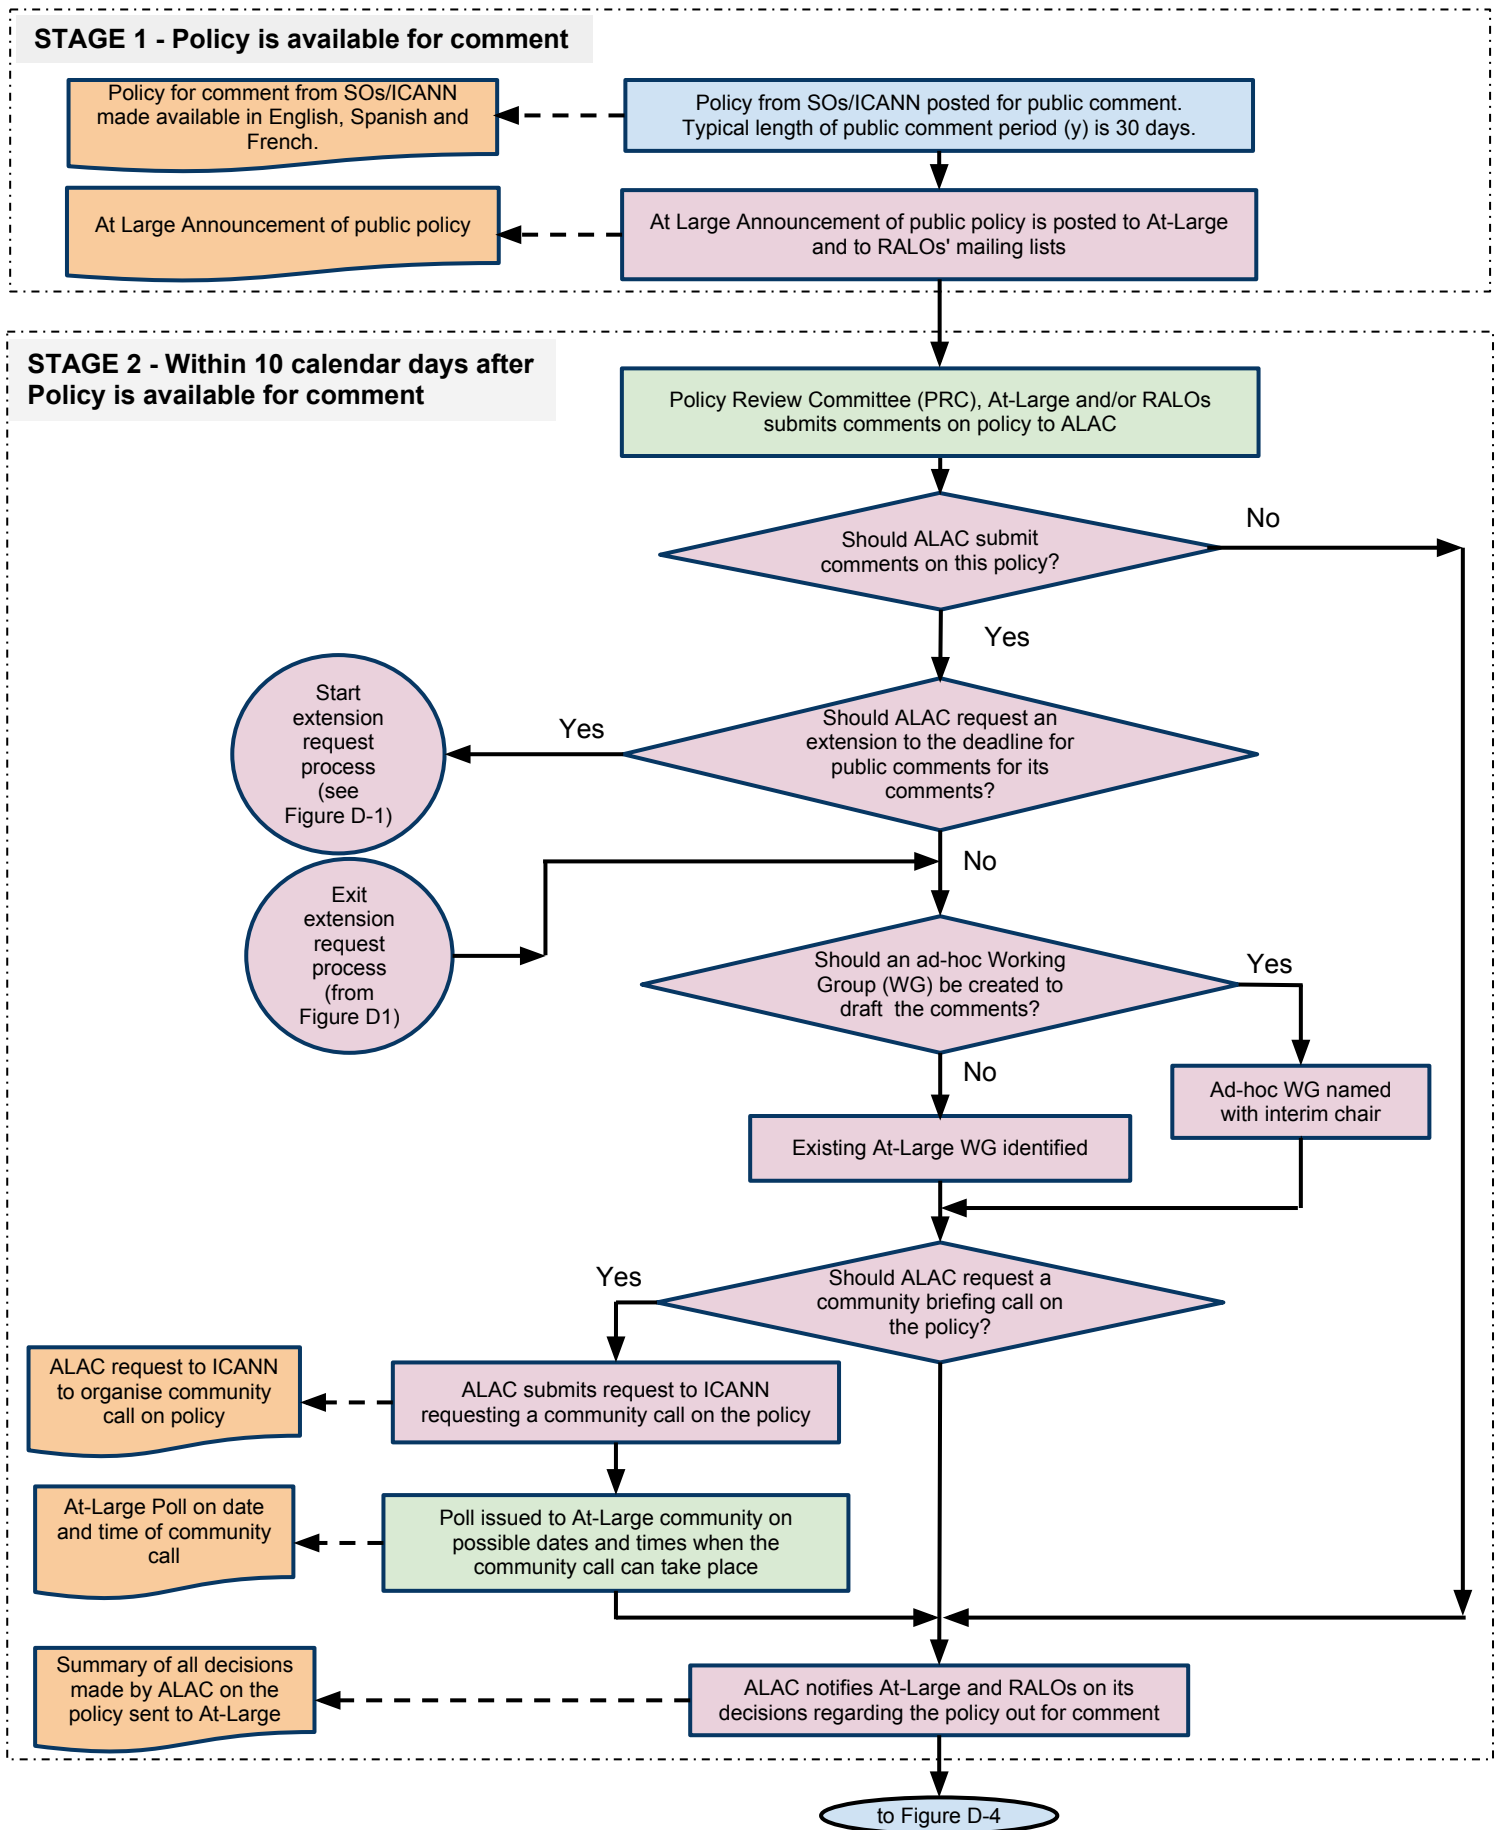 STAGE 1 - Policy is available for comment
Policy for comment from SOs/ICANN
made available in English, Spanish and
French.
Policy from SOs/ICANN posted for public comment.
Typical length of public comment period (y) is 30 days.
At Large Announcement of public policy
At Large Announcement of public policy is posted to At-Large
and to RALOs' mailing lists
STAGE 2 - Within 10 calendar days after
Policy is available for comment
Policy Review Committee (PRC), At-Large and/or RALOs
submits comments on policy to ALAC
Should ALAC submit
comments on this policy?
No
Yes
Should ALAC request an
extension to the deadline for
public comments for its
comments?
Yes
Start
extension
request
process
(see
Figure D-1)
No
Exit
extension
request
process
(from
Figure D1)
Should an ad-hoc Working
Group (WG) be created to
draft  the comments?
Yes
No
Ad-hoc WG named
with interim chair
Existing At-Large WG identified
Should ALAC request a
community briefing call on
the policy?
Yes
ALAC request to ICANN
to organise community
call on policy
ALAC submits request to ICANN
requesting a community call on the policy
At-Large Poll on date
and time of community
call
Poll issued to At-Large community on
possible dates and times when the
community call can take place
Summary of all decisions
made by ALAC on the
policy sent to At-Large
ALAC notifies At-Large and RALOs on its
decisions regarding the policy out for comment
to Figure D-4